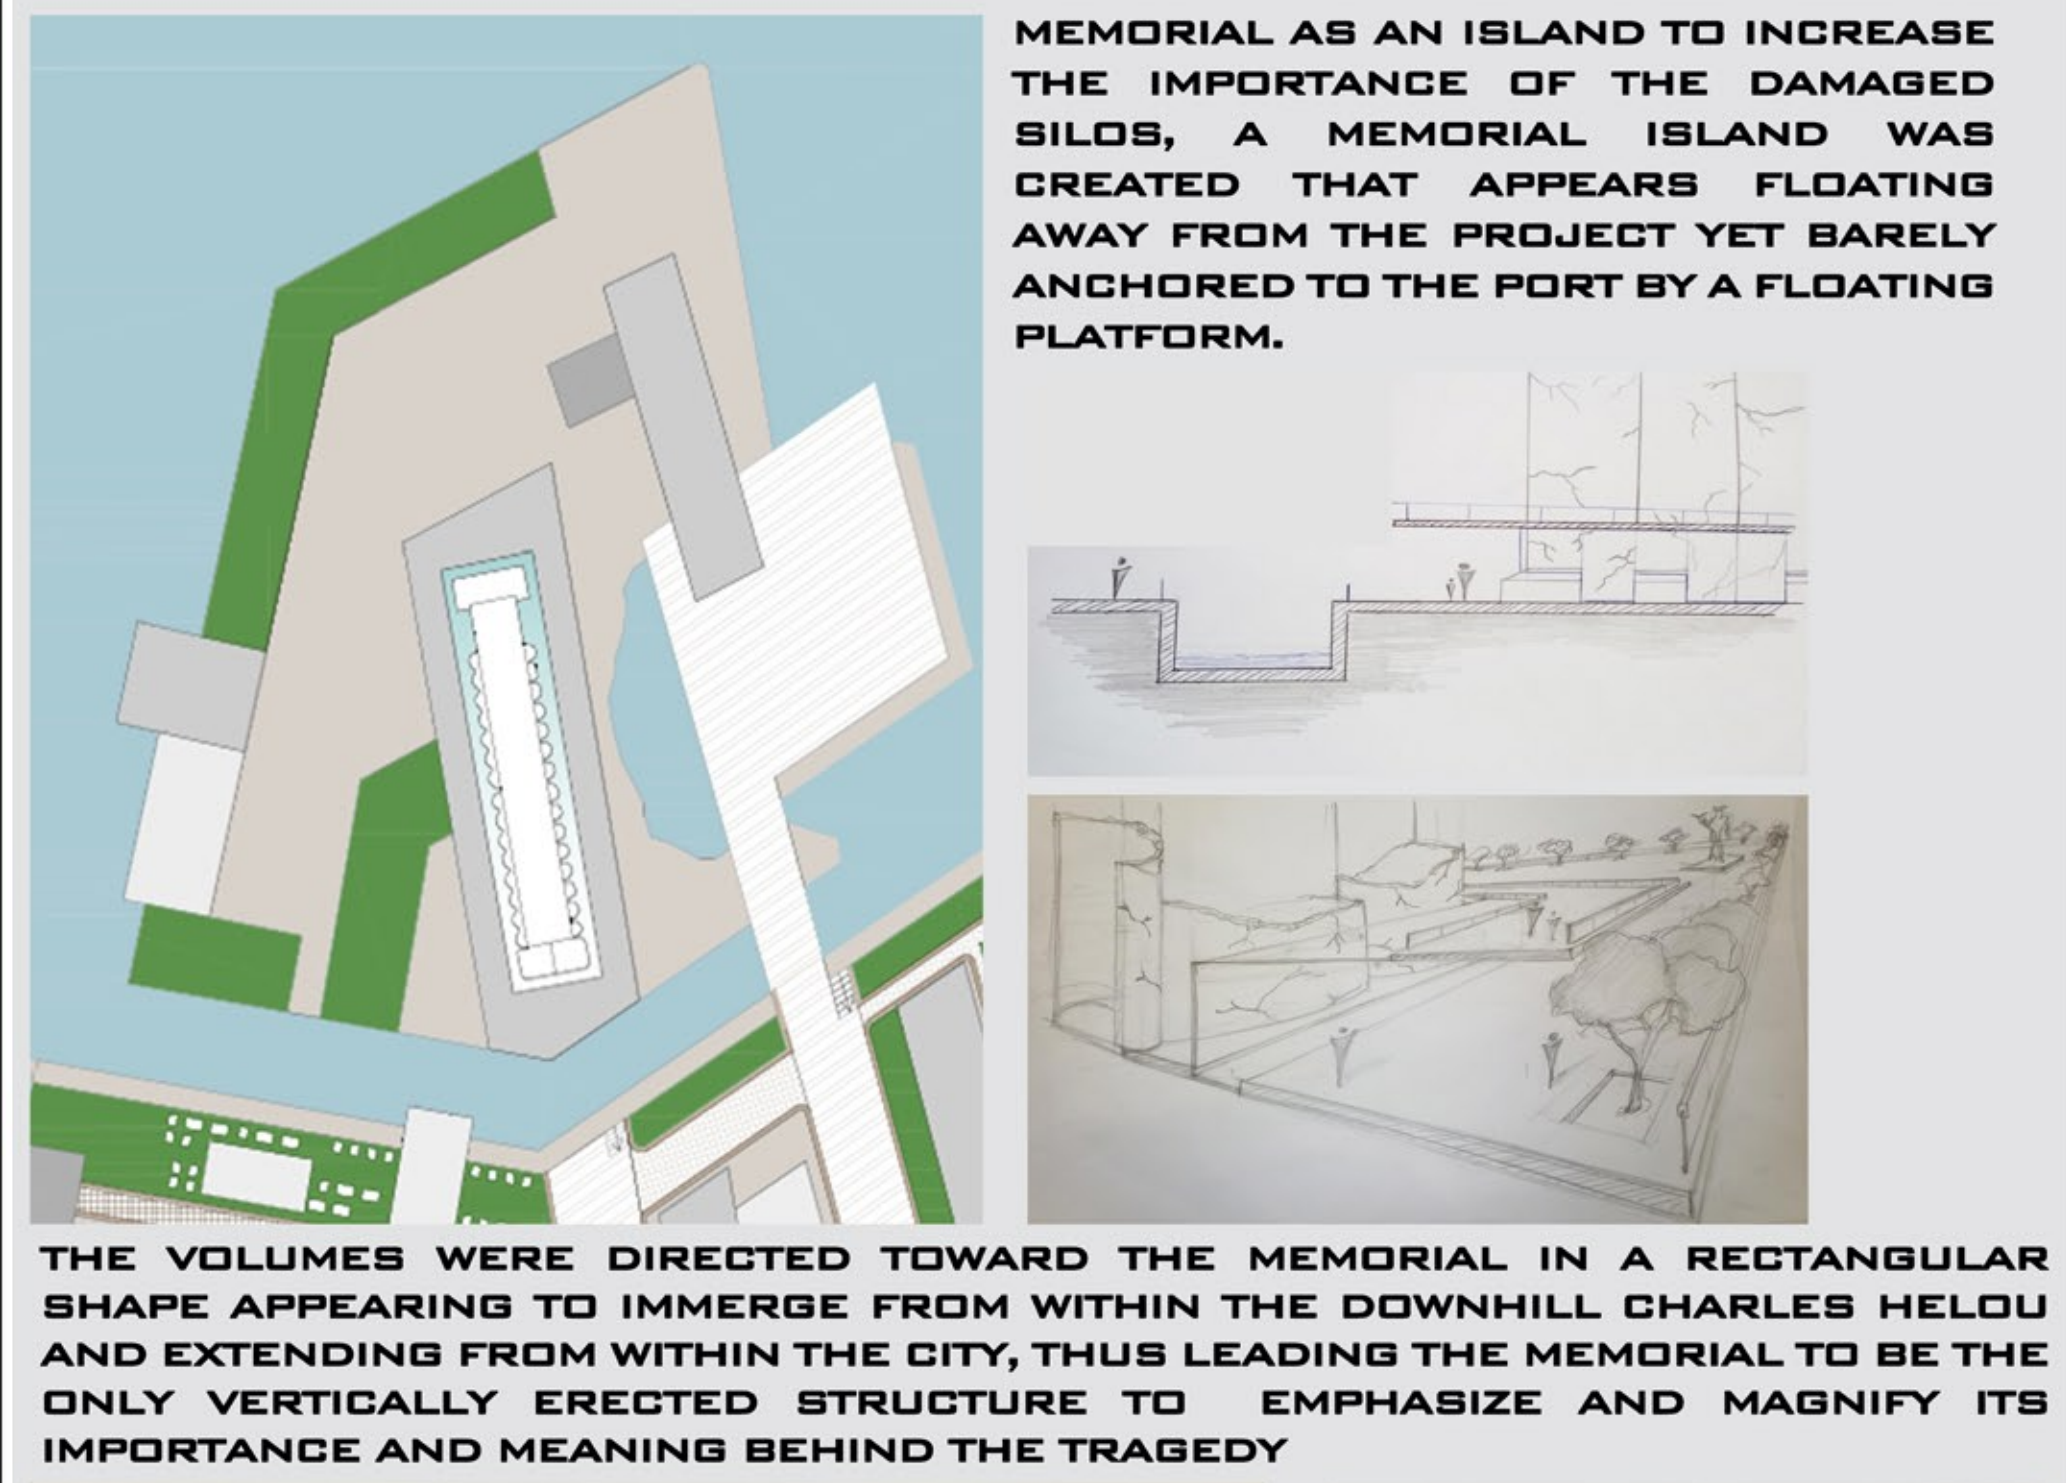 MEMORIAL AS AN ISLAND TO INCREASE
THE IMPORTANCE OF THE DAMAGED
SILOS, A MEMORIAL ISLAND WAS
CREATED THAT APPEARS FLOATING
AWAY FROM THE PROJECT YET BARELY
ANCHORED TO THE PORT BY A FLOATING
PLATFORM.
THE VOLUMES WERE DIRECTED TOWARD THE MEMORIAL IN A RECTANGULAR
SHAPE APPEARING TO IMMERGE FROM WITHIN THE DOWNHILL CHARLES HELOU
AND EXTENDING FROM WITHIN THE CITY, THUS LEADING THE MEMORIAL TO BE THE
ONLY VERTICALLY ERECTED STRUCTURE TO EMPHASIZE AND MAGNIFY ITS
IMPORTANCE AND MEANING BEHIND THE TRAGEDY